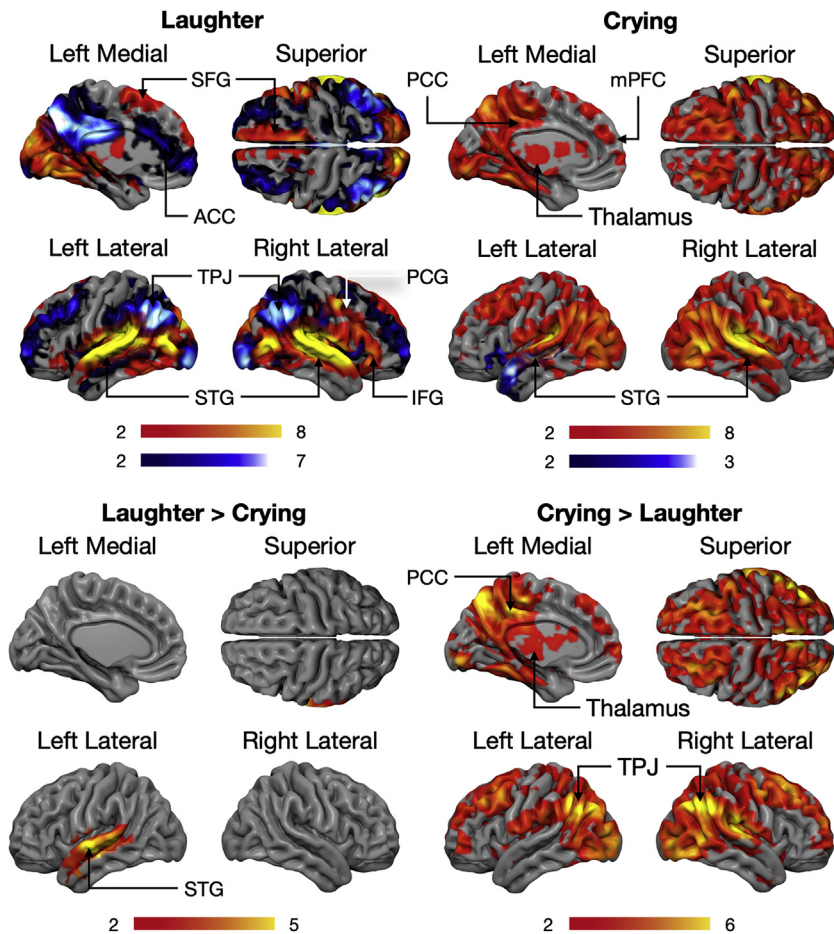 Laughter
Crying
Left Medial
Superior
Left Medial
Superior
SFG
PCC
mPFC
ACC
Thalamus
Left Lateral
Right Lateral
Left Lateral
Right Lateral
TPJ
PCG
STG
IFG
STG
2 8
2 8
2 7
2 3
Laughter > Crying
Crying > Laughter
Left Medial
Superior
Left Medial
Superior
PCC
Thalamus
Left Lateral
Right Lateral
Left Lateral
Right Lateral
TPJ
STG
2 5
2 6